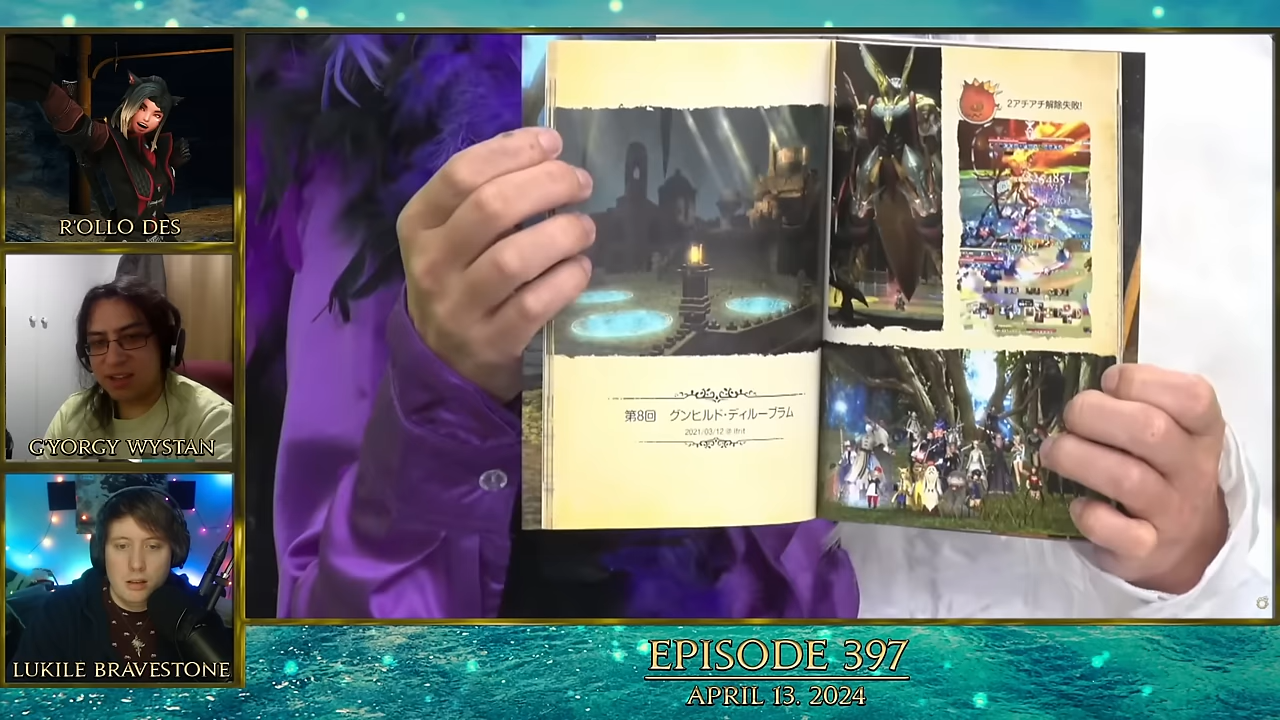 R'OLLO DES
G'YORGY WYSTAN
LUKILE BRAVESTONE
第8回 グンヒルド・ディルーブラム
2021/03/12 @ Ifrit
2アチアチ解除失敗!
EPISODE 397
APRIL 13. 2024